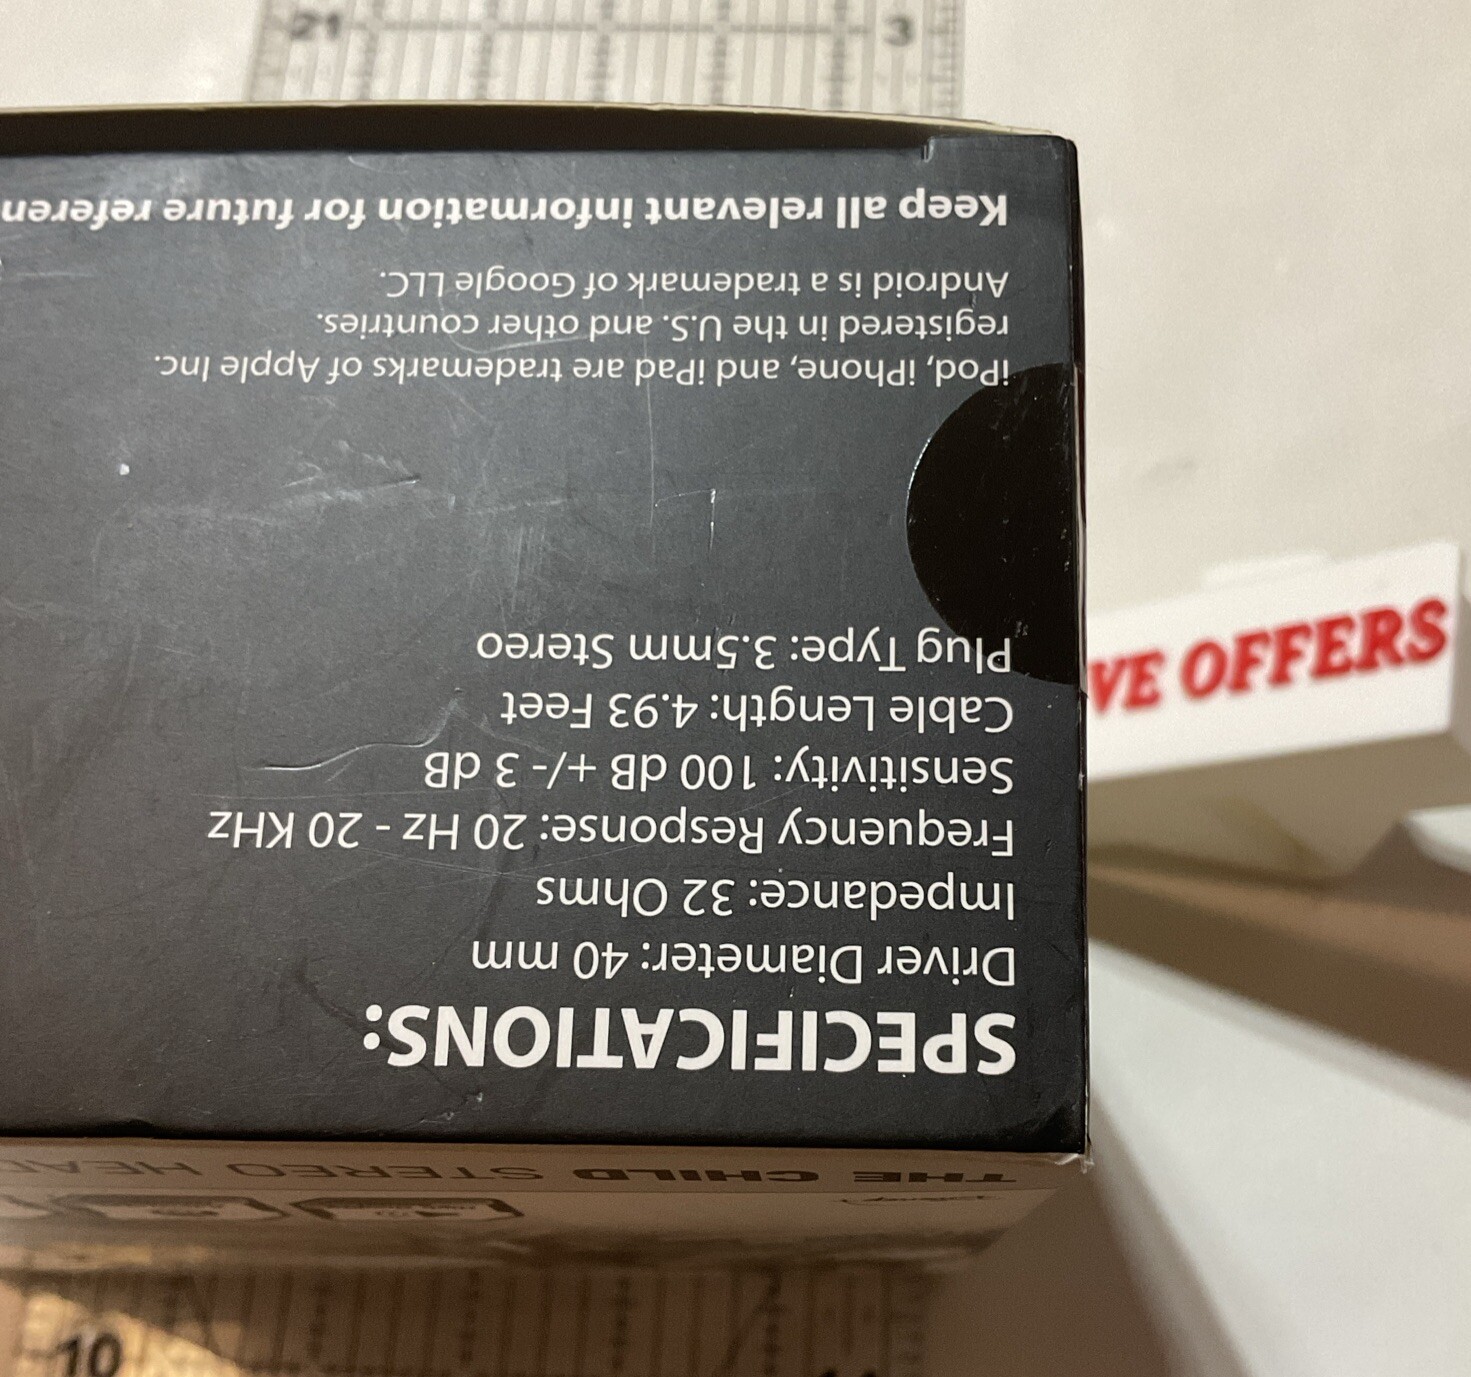 THE CHILD STEREO HEAD
SPECIFICATIONS:
Driver Diameter: 40 mm
Impedance: 32 Ohms
Frequency Response: 20 Hz - 20 KHz
Sensitivity: 100 dB +/- 3 dB
Cable Length: 4.93 Feet
Plug Type: 3.5mm Stereo
iPod, iPhone, and iPad are trademarks of Apple Inc.
registered in the U.S. and other countries.
Android is a trademark of Google LLC.
Keep all relevant information for future referen
VE OFFERS
21
3
10